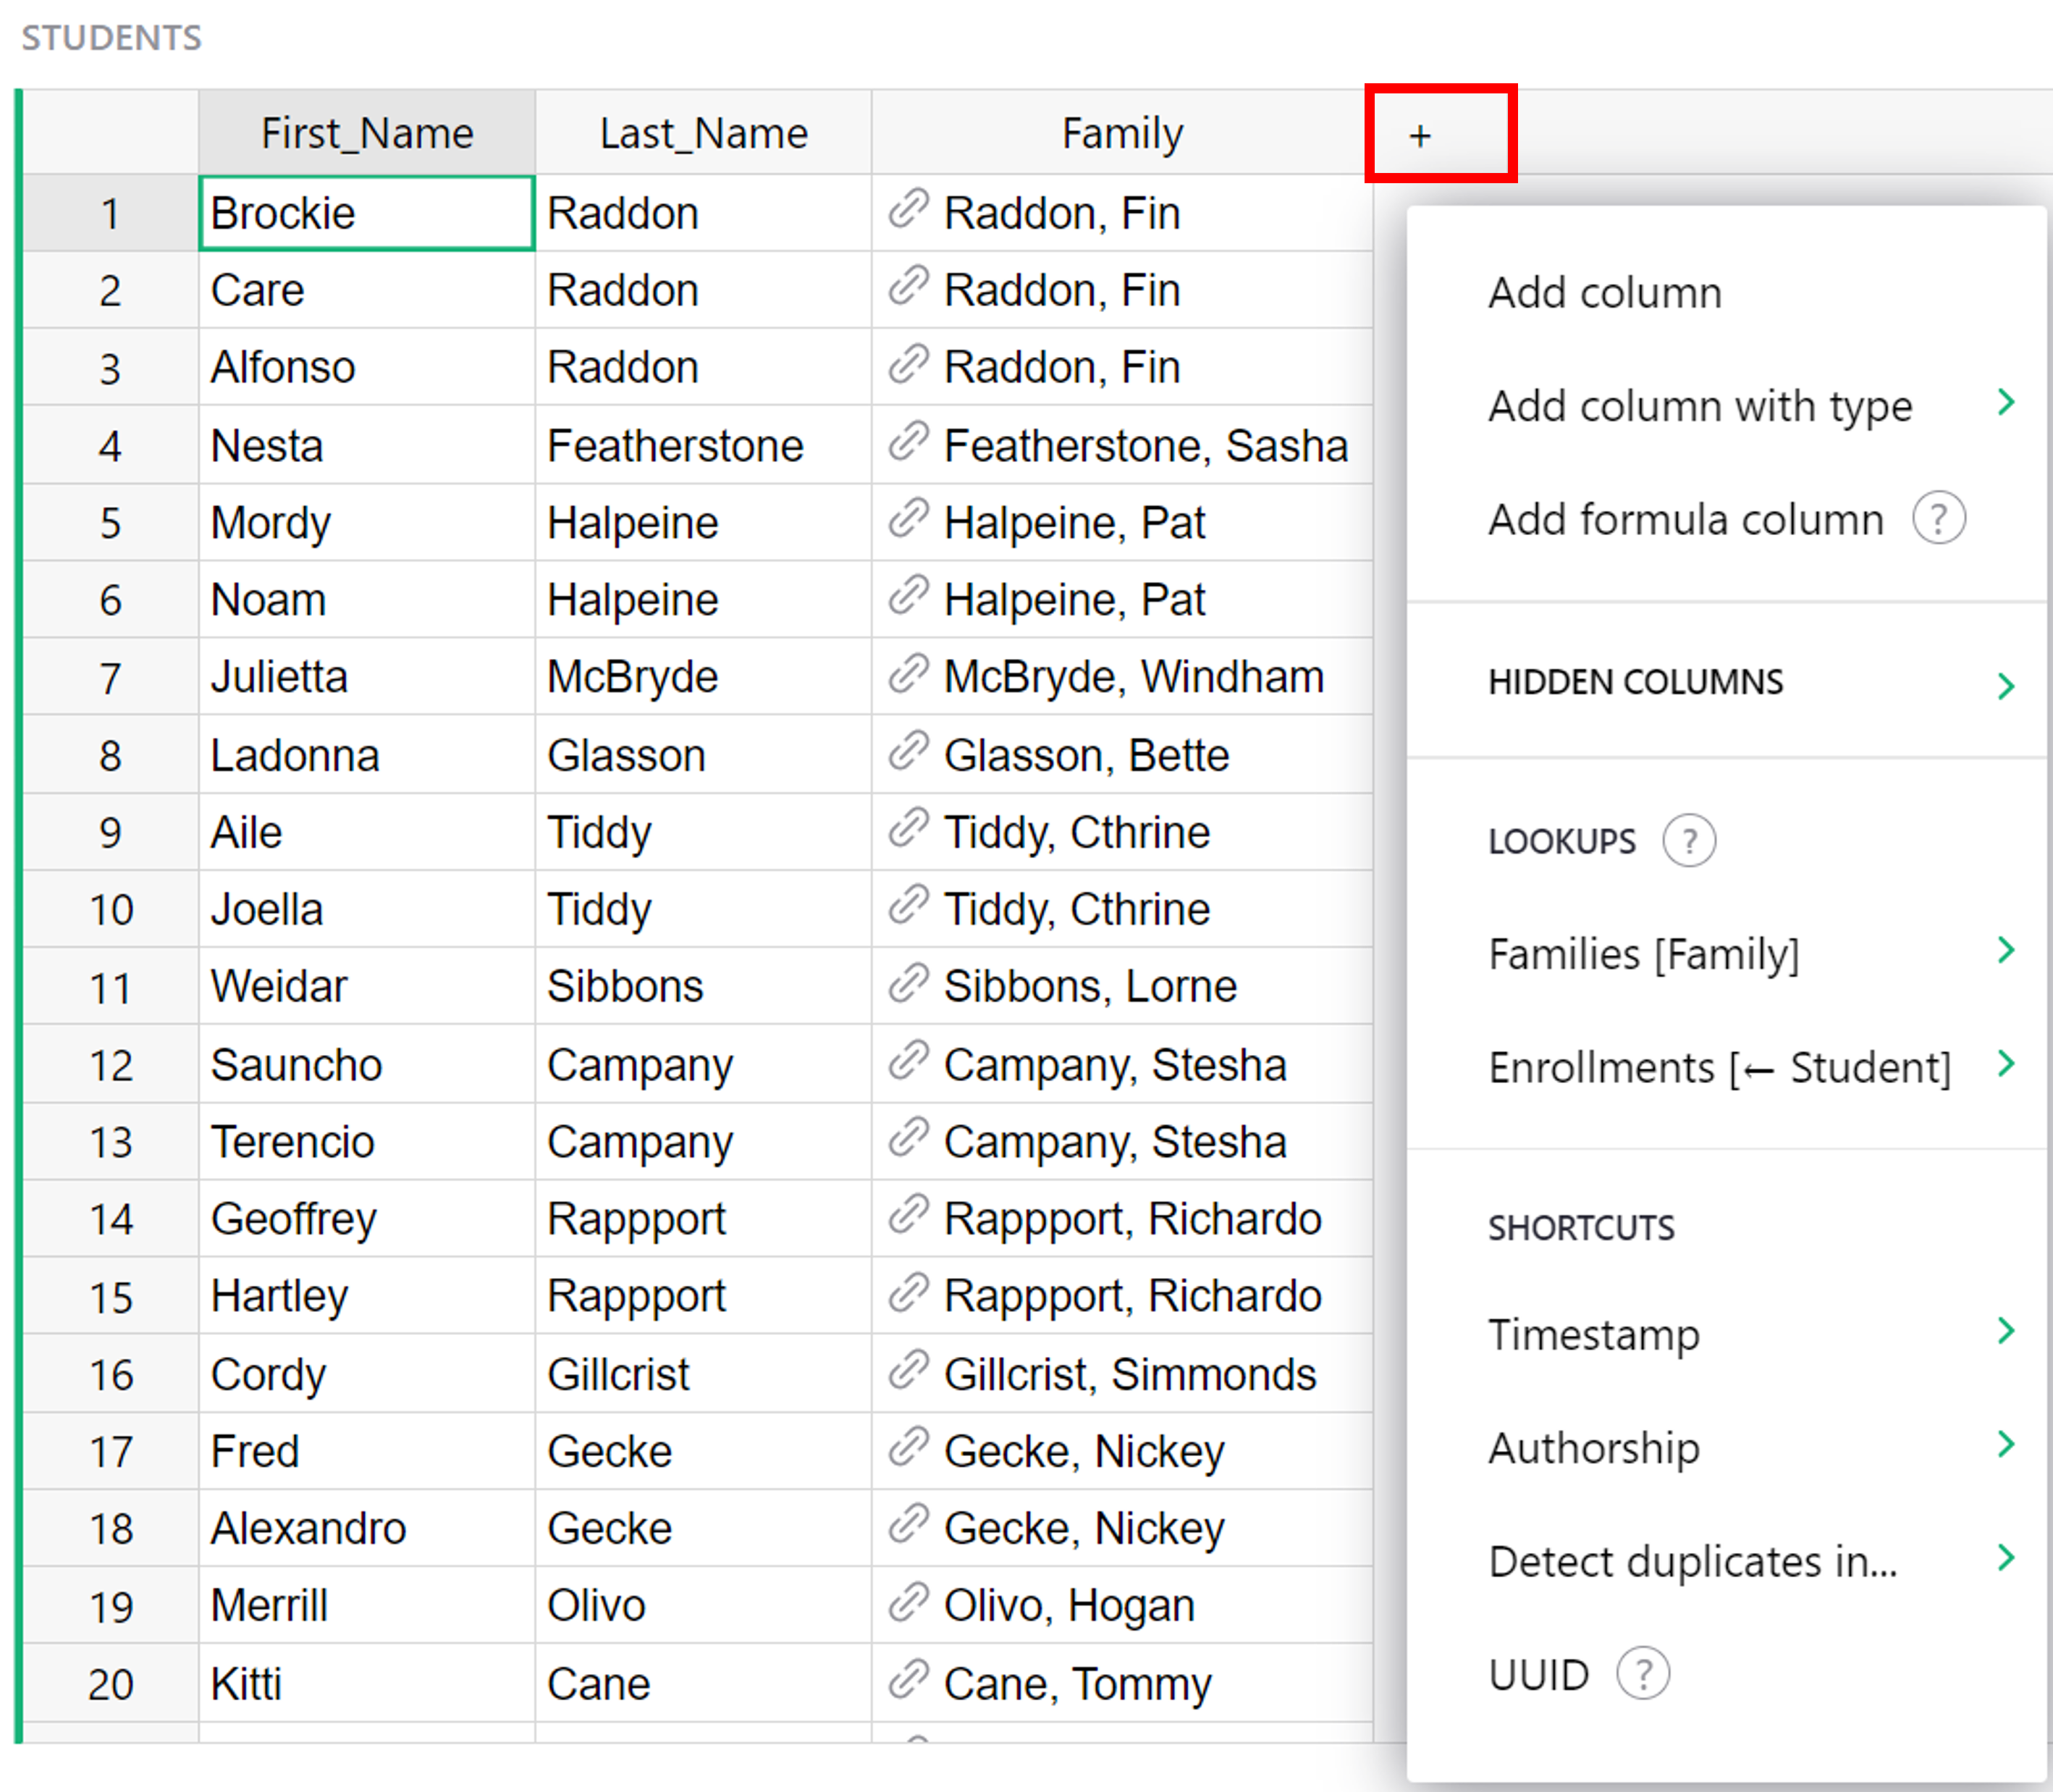 STUDENTS
First_Name Last_Name Family +
1 Brockie Raddon Raddon, Fin
2 Care Raddon Raddon, Fin
3 Alfonso Raddon Raddon, Fin
4 Nesta Featherstone Featherstone, Sasha
5 Mordy Halpeine Halpeine, Pat
6 Noam Halpeine Halpeine, Pat
7 Julietta McBryde McBryde, Windham
8 Ladonna Glasson Glasson, Bette
9 Aile Tiddy Tiddy, Cthrine
10 Joella Tiddy Tiddy, Cthrine
11 Weidar Sibbons Sibbons, Lorne
12 Sauncho Campany Campany, Stesha
13 Terencio Campany Campany, Stesha
14 Geoffrey Rappport Rappport, Richardo
15 Hartley Rappport Rappport, Richardo
16 Cordy Gillcrist Gillcrist, Simmonds
17 Fred Gecke Gecke, Nickey
18 Alexandro Gecke Gecke, Nickey
19 Merrill Olivo Olivo, Hogan
20 Kitti Cane Cane, Tommy
Add column
Add column with type
Add formula column ?
HIDDEN COLUMNS
LOOKUPS ?
Families [Family]
Enrollments [← Student]
SHORTCUTS
Timestamp
Authorship
Detect duplicates in...
UUID ?